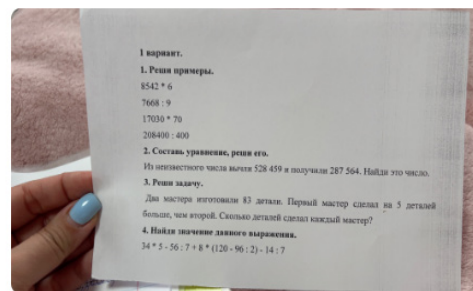 1 вариант.
1. Реши примеры.
8542 * 6
7668 : 9
17030 * 70
208400 : 400
2. Составь уравнение, реши его.
Из неизвестного числа вычли 528 459 и получили 287 564. Найди это число.
3. Реши задачу.
Два мастера изготовили 83 детали. Первый мастер сделал на 5 деталей
больше, чем второй. Сколько деталей сделал каждый мастер?
4. Найди значение данного выражения.
34 * 5 - 56 : 7 + 8 * (120 - 96 : 2) - 14 : 7